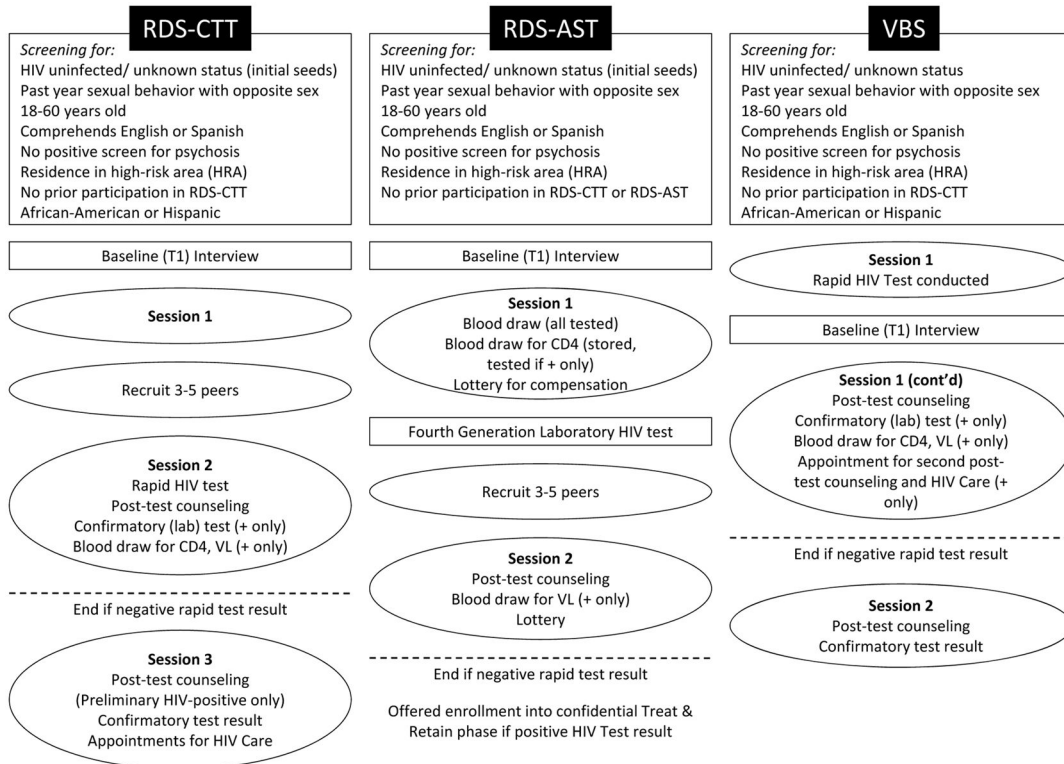 RDS-CTT
Screening for:
HIV uninfected/ unknown status (initial seeds)
Past year sexual behavior with opposite sex
18-60 years old
Comprehends English or Spanish
No positive screen for psychosis
Residence in high-risk area (HRA)
No prior participation in RDS-CTT
African-American or Hispanic
Baseline (T1) Interview
Session 1
Recruit 3-5 peers
Session 2
Rapid HIV test
Post-test counseling
Confirmatory (lab) test (+ only)
Blood draw for CD4, VL (+ only)
End if negative rapid test result
Session 3
Post-test counseling
(Preliminary HIV-positive only)
Confirmatory test result
Appointments for HIV Care
RDS-AST
Screening for:
HIV uninfected/ unknown status (initial seeds)
Past year sexual behavior with opposite sex
18-60 years old
Comprehends English or Spanish
No positive screen for psychosis
Residence in high-risk area (HRA)
No prior participation in RDS-CTT or RDS-AST
Baseline (T1) Interview
Session 1
Blood draw (all tested)
Blood draw for CD4 (stored,
tested if + only)
Lottery for compensation
Fourth Generation Laboratory HIV test
Recruit 3-5 peers
Session 2
Post-test counseling
Blood draw for VL (+ only)
Lottery
End if negative rapid test result
Offered enrollment into confidential Treat &
Retain phase if positive HIV Test result
VBS
Screening for:
HIV uninfected/ unknown status
Past year sexual behavior with opposite sex
18-60 years old
Comprehends English or Spanish
No positive screen for psychosis
Residence in high-risk area (HRA)
No prior participation in RDS-CTT
African-American or Hispanic
Session 1
Rapid HIV Test conducted
Baseline (T1) Interview
Session 1 (cont’d)
Post-test counseling
Confirmatory (lab) test (+ only)
Blood draw for CD4, VL (+ only)
Appointment for second post-
test counseling and HIV Care (+
only)
End if negative rapid test result
Session 2
Post-test counseling
Confirmatory test result